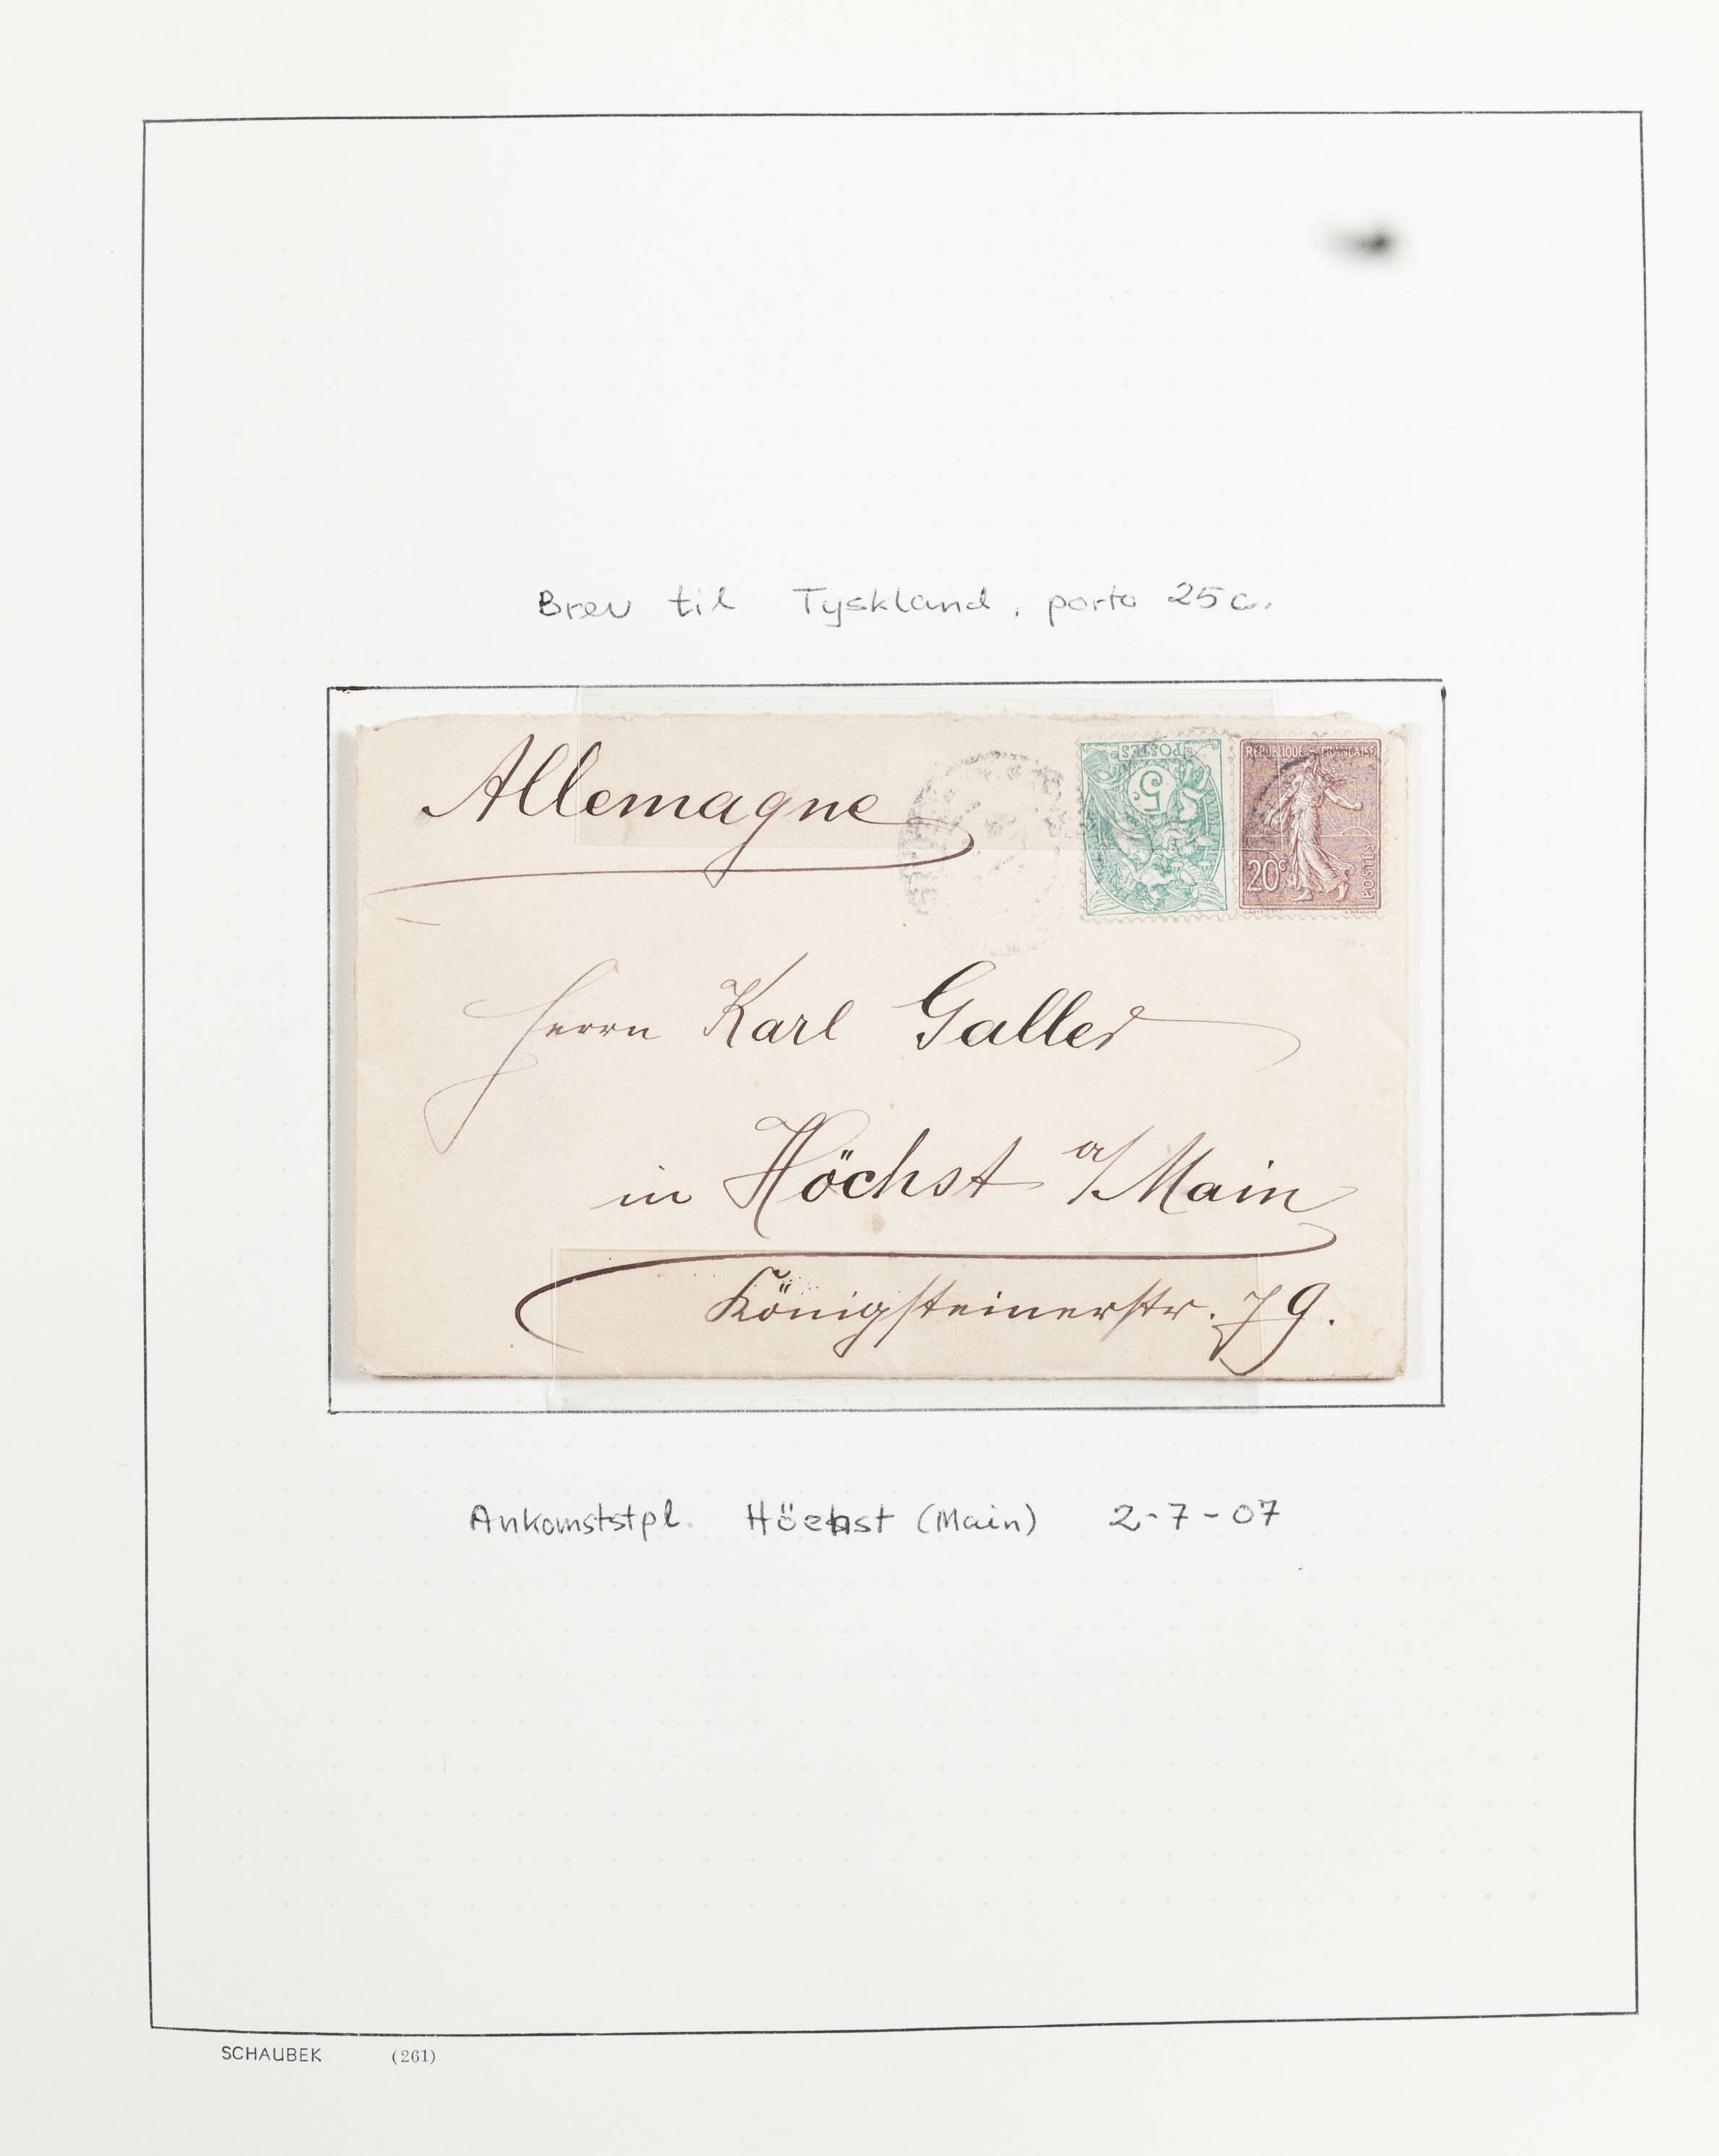 Brev til Tyskland, porto 25c.
Allemagne
POSTES
5
REPUBLIQUE FRANÇAISE
20c
POSTES
Herrn Karl Galler
in Höchst a/Main
Königsteinerstr. 79.
Ankomststpl. Höchst (Main) 2-7-07
SCHAUBEK (261)